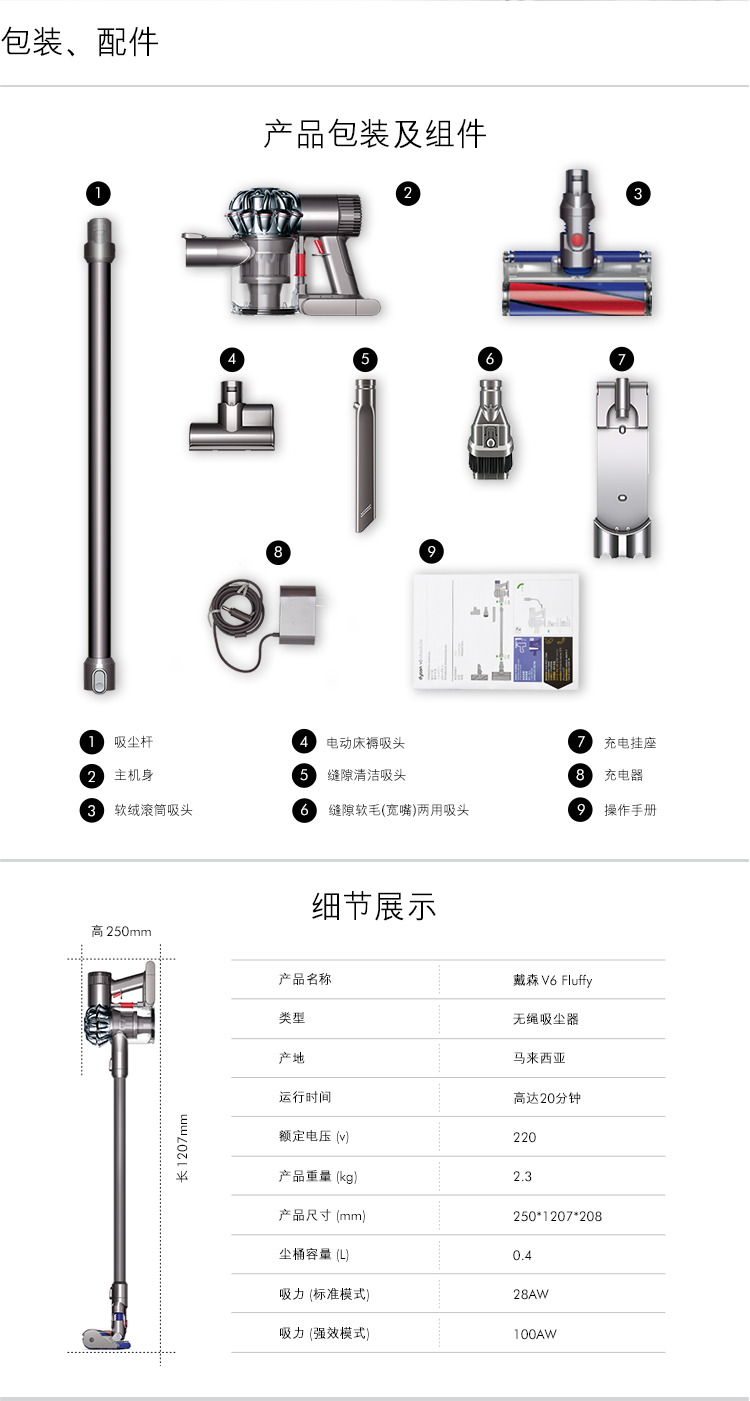 包装、配件
产品包装及组件
1
2
3
4
5
6
7
8
9
dyson
1 吸尘杆
4 电动床褥吸头
7 充电挂座
2 主机身
5 缝隙清洁吸头
8 充电器
3 软绒滚筒吸头
6 缝隙软毛(宽嘴)两用吸头
9 操作手册
细节展示
高 250mm
长 1207mm
产品名称 戴森 V6 Fluffy
类型 无绳吸尘器
产地 马来西亚
运行时间 高达20分钟
额定电压 (v) 220
产品重量 (kg) 2.3
产品尺寸 (mm) 250*1207*208
尘桶容量 (L) 0.4
吸力 (标准模式) 28AW
吸力 (强效模式) 100AW